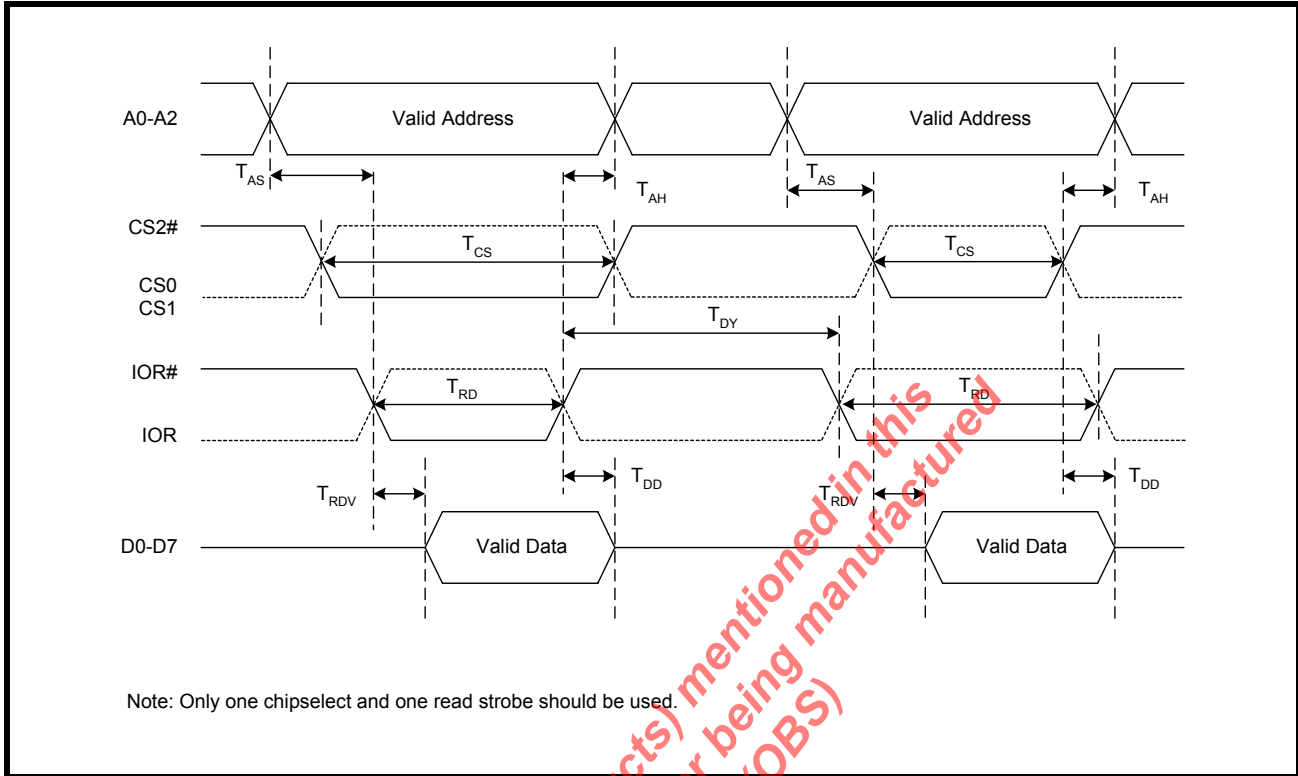 A0-A2
Valid Address
Valid Address
TAS
TAH
TAS
TAH
CS2#
TCS
TCS
CS0
CS1
TDY
IOR#
TRD
TRD
IOR
TRDV
TDD
TRDV
TDD
D0-D7
Valid Data
Valid Data
Note: Only one chipselect and one read strobe should be used.
cts) mentioned in this
r being manufactured
(OBS)